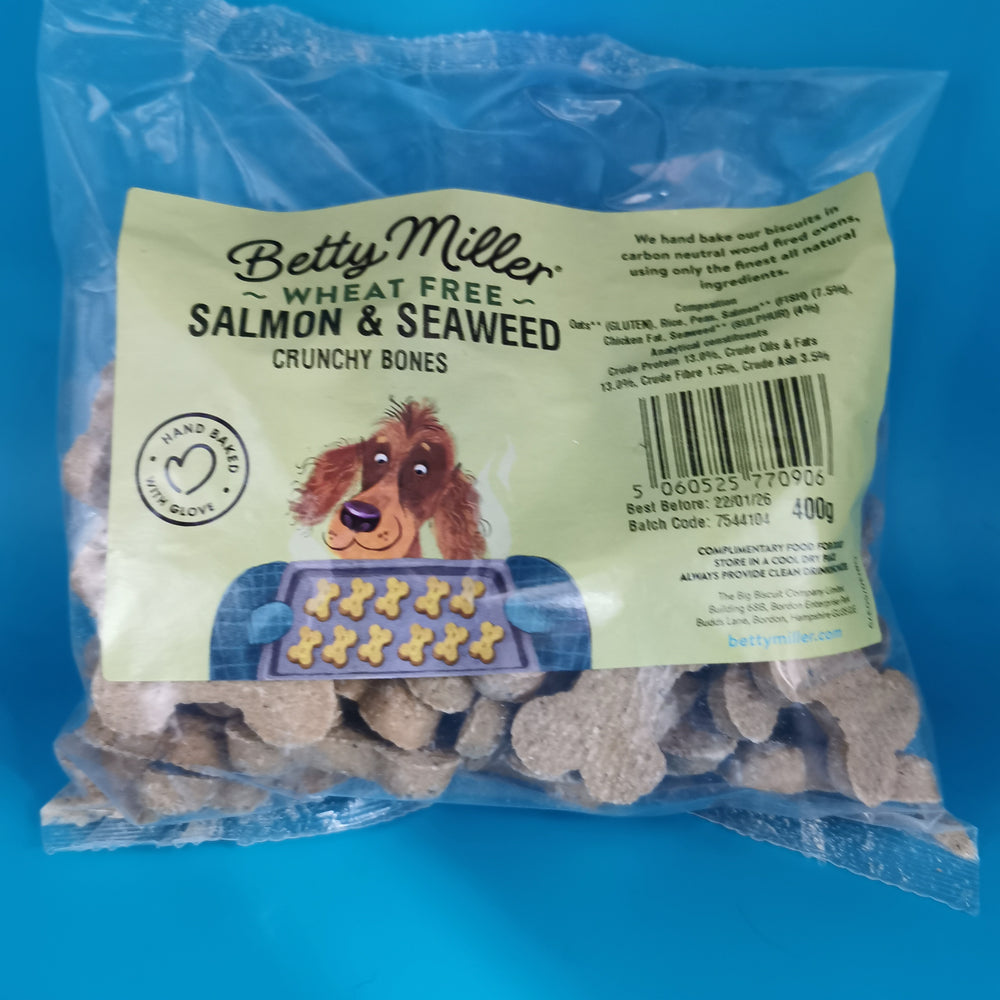 Betty Miller
~ WHEAT FREE ~
SALMON & SEAWEED
CRUNCHY BONES
HAND BAKED
WITH GLOVE
We hand bake our biscuits in
carbon neutral wood fired ovens,
using only the finest all natural
ingredients.
Composition
Oats** (GLUTEN), Rice, Peas, Salmon** (FISH) (7.5%),
Chicken Fat, Seaweed** (SULPHUR) (4%)
Analytical constituents
Crude Protein 13.0%, Crude Oils & Fats
13.2%, Crude Fibre 1.5%, Crude Ash 3.5%
5 060525 770906
Best Before: 22/01/26
Batch Code: 7544104 400g
COMPLIMENTARY FOOD FOR
STORE IN A COOL DRY
ALWAYS PROVIDE CLEAN
The Big Biscuit Company
Building 68B, Bordon Enterprise
Budds Lane, Bordon, Hampshire
bettymiller.com